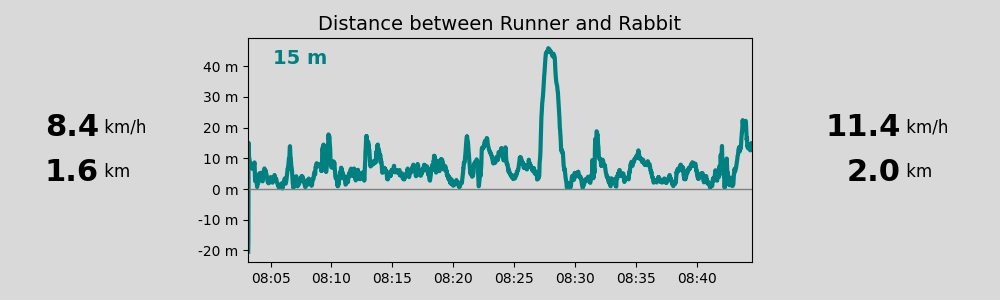 Distance between Runner and Rabbit
15 m
40 m
30 m
20 m
10 m
0 m
-10 m
-20 m
08:05 08:10 08:15 08:20 08:25 08:30 08:35 08:40
8.4 km/h
1.6 km
11.4 km/h
2.0 km